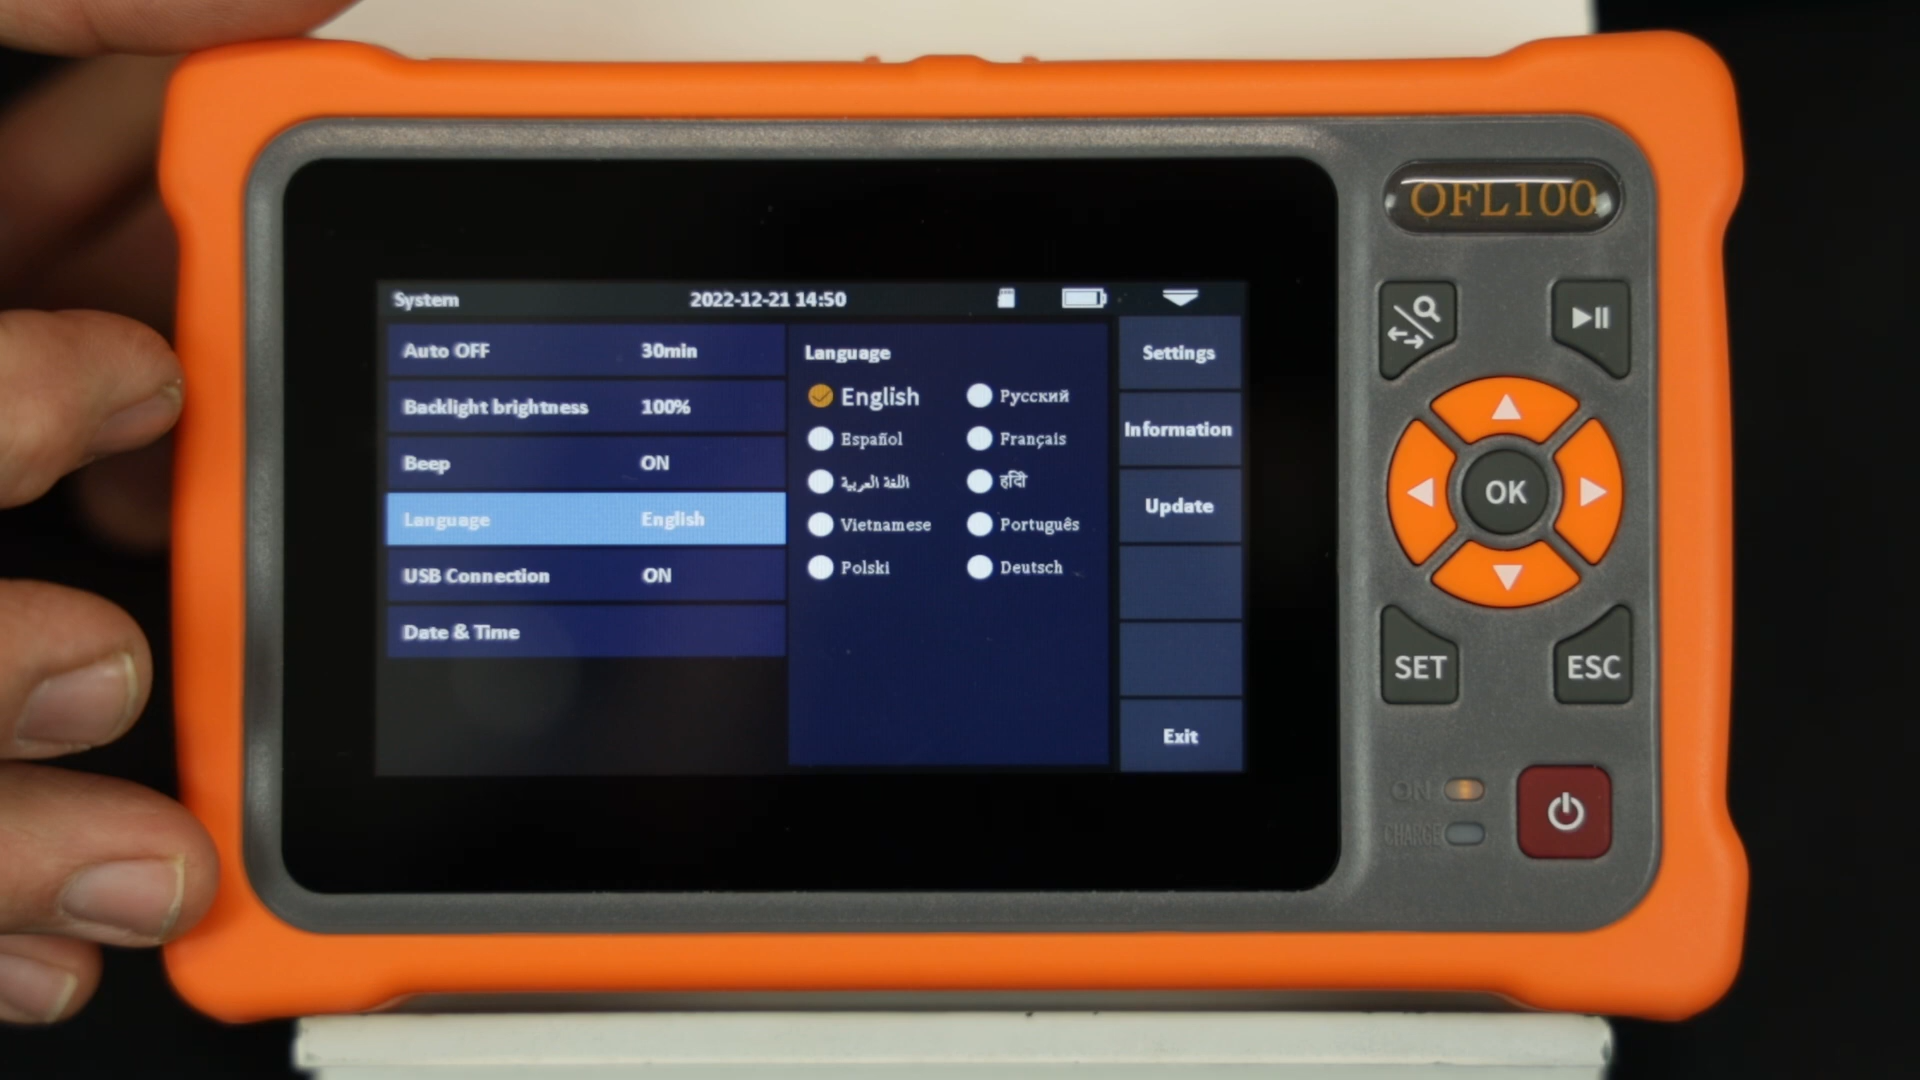 OFL100
System 2022-12-21 14:50
Auto OFF 30min
Backlight brightness 100%
Beep ON
Language English
USB Connection ON
Date & Time
Language
English Русский
Español Français
اللغة العربية हिंदी
Vietnamese Português
Polski Deutsch
Settings
Information
Update
Exit
OK
SET
ESC
ON
CHARGE